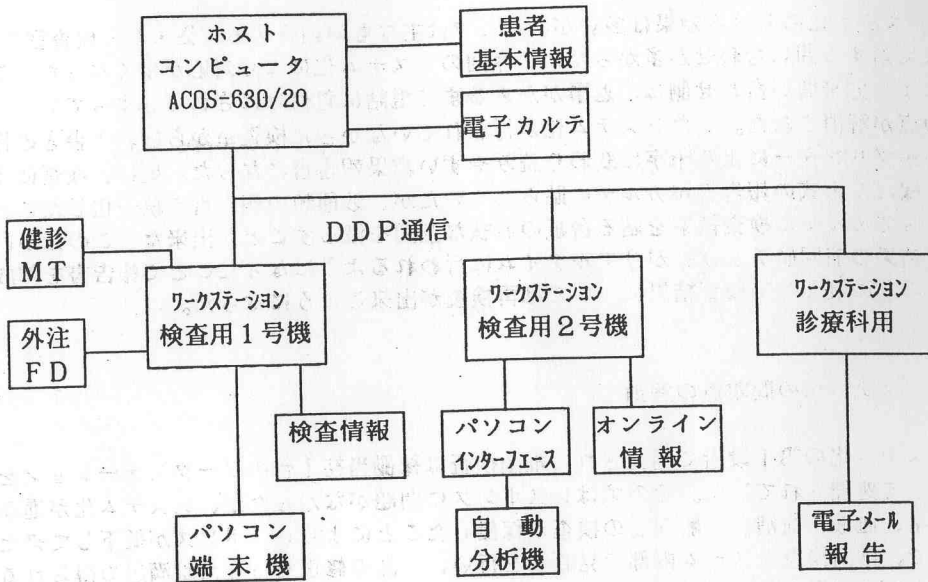 ホスト
コンピュータ
ACOS-630/20
患者
基本情報
電子カルテ
DDP通信
健診
MT
外注
FD
ワークステーション
検査用1号機
ワークステーション
検査用2号機
ワークステーション
診療科用
検査情報
パソコン
インターフェース
オンライン
情報
パソコン
端末機
自動
分析機
電子メール
報告